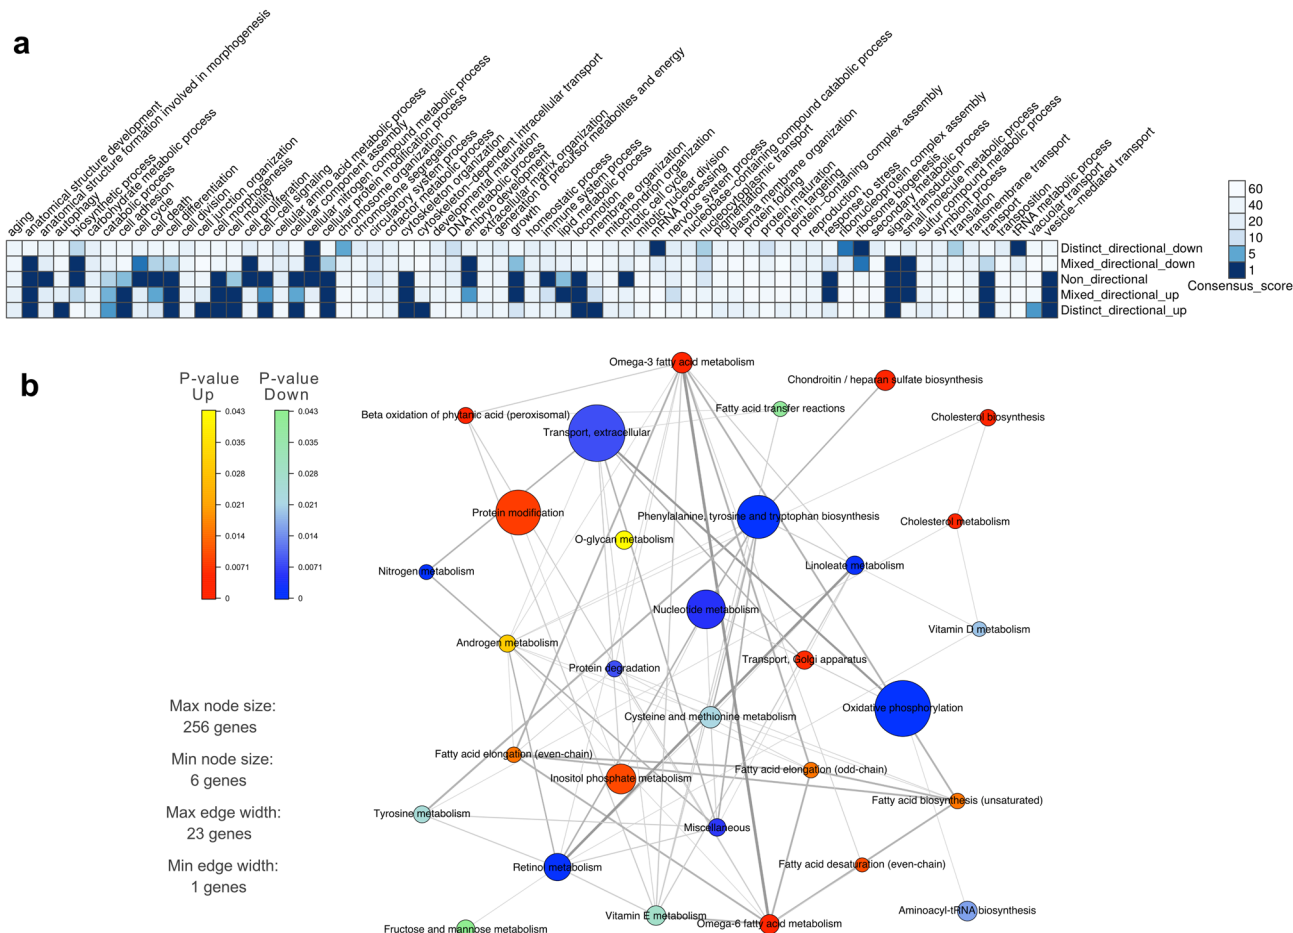 a
aging
anatomical structure development
anatomical structure formation involved in morphogenesis
autophagy
biosynthetic process
carbohydrate metabolic process
catabolic process
cell adhesion
cell cycle
cell death
cell differentiation
cell division
cell junction organization
cell morphogenesis
cell motility
cell proliferation
cell-cell signaling
cellular amino acid metabolic process
cellular component assembly
cellular nitrogen compound metabolic process
cellular protein modification process
chromosome organization
chromosome segregation
circulatory system process
cofactor metabolic process
cytoskeleton organization
cytoskeleton-dependent intracellular transport
developmental maturation
DNA metabolic process
embryo development
extracellular matrix organization
generation of precursor metabolites and energy
growth
homeostatic process
immune system process
lipid metabolic process
locomotion
membrane organization
mitochondrion organization
mitotic cell cycle
mitotic nuclear division
mRNA processing
nervous system process
nucleobase-containing compound catabolic process
nucleocytoplasmic transport
pigmentation
plasma membrane organization
protein folding
protein maturation
protein targeting
protein-containing complex assembly
reproduction
response to stress
ribonucleoprotein complex assembly
ribosome biogenesis
secondary metabolic process
signal transduction
small molecule metabolic process
sulfur compound metabolic process
symbiont process
translation
transmembrane transport
transport
transposition
tRNA metabolic process
vacuolar transport
vesicle-mediated transport
Distinct_directional_down
Mixed_directional_down
Non_directional
Mixed_directional_up
Distinct_directional_up
60
40
20
10
5
1
Consensus_score
b
P-value Up
P-value Down
0.043
0.035
0.028
0.021
0.014
0.0071
0
0.043
0.035
0.028
0.021
0.014
0.0071
0
Max node size:
256 genes
Min node size:
6 genes
Max edge width:
23 genes
Min edge width:
1 genes
Omega-3 fatty acid metabolism
Chondroitin / heparan sulfate biosynthesis
Beta oxidation of phytanic acid (peroxisomal)
Fatty acid transfer reactions
Cholesterol biosynthesis
Transport, extracellular
Protein modification
Phenylalanine, tyrosine and tryptophan biosynthesis
Cholesterol metabolism
O-glycan metabolism
Nitrogen metabolism
Linoleate metabolism
Nucleotide metabolism
Vitamin D metabolism
Androgen metabolism
Protein degradation
Transport, Golgi apparatus
Oxidative phosphorylation
Cysteine and methionine metabolism
Fatty acid elongation (even-chain)
Inositol phosphate metabolism
Fatty acid elongation (odd-chain)
Fatty acid biosynthesis (unsaturated)
Tyrosine metabolism
Miscellaneous
Retinol metabolism
Fatty acid desaturation (even-chain)
Vitamin E metabolism
Omega-6 fatty acid metabolism
Aminoacyl-tRNA biosynthesis
Fructose and mannose metabolism